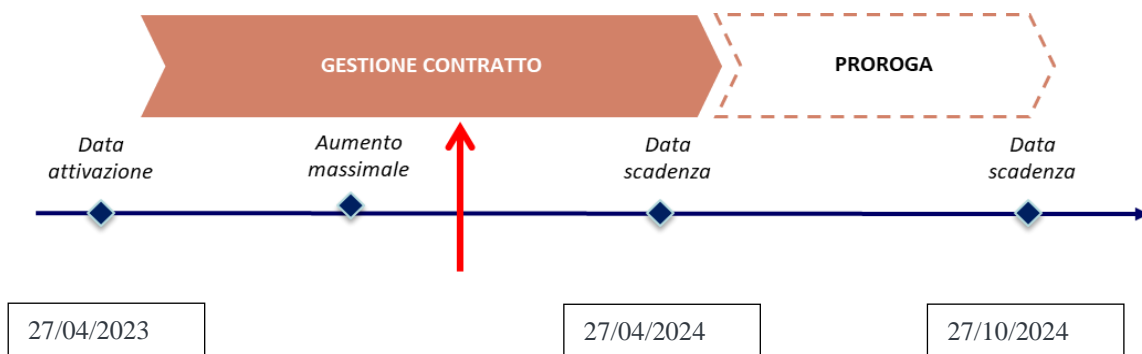 GESTIONE CONTRATTO
PROROGA
Data
attivazione
Aumento
massimale
Data
scadenza
Data
scadenza
27/04/2023
27/04/2024
27/10/2024